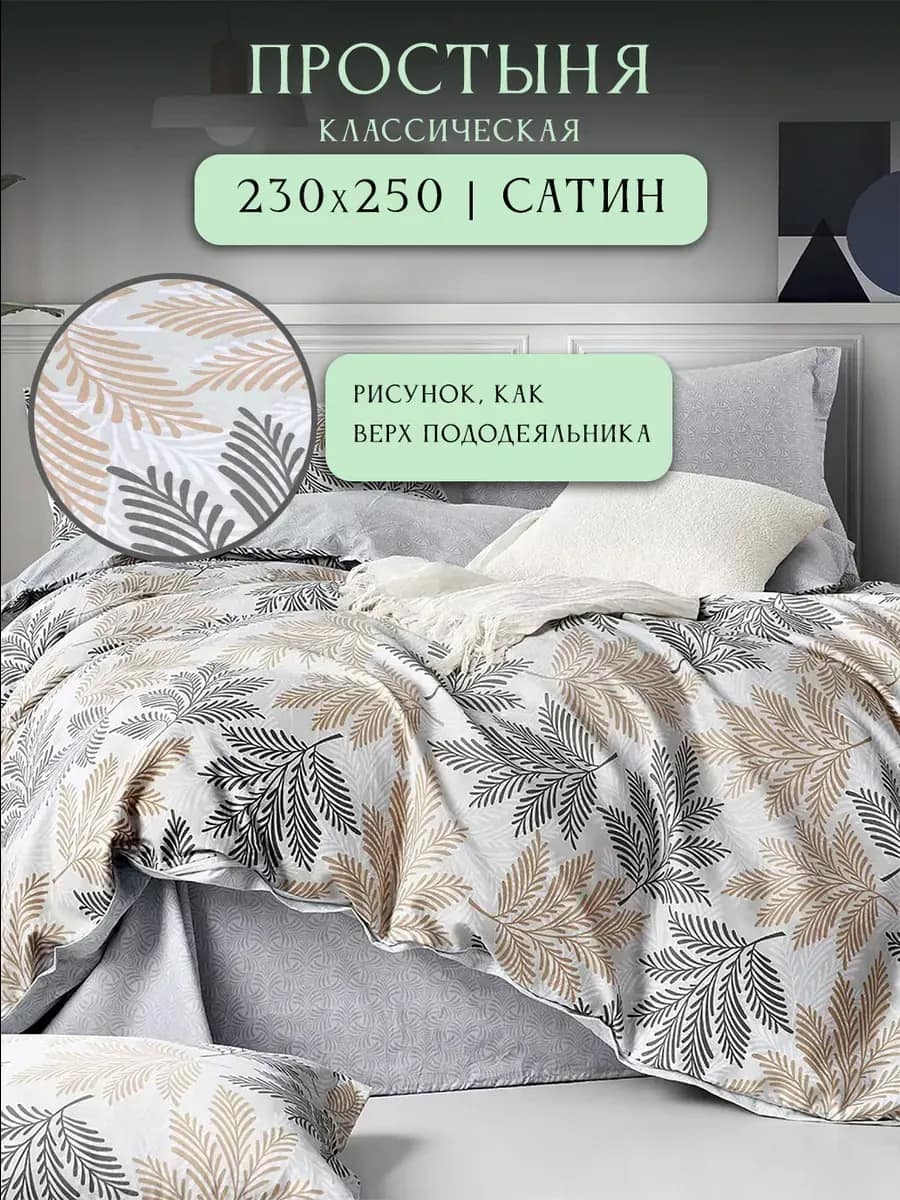 ПРОСТЫНЯ
КЛАССИЧЕСКАЯ
230х250 | САТИН
РИСУНОК, КАК
ВЕРХ ПОДОДЕЯЛЬНИКА